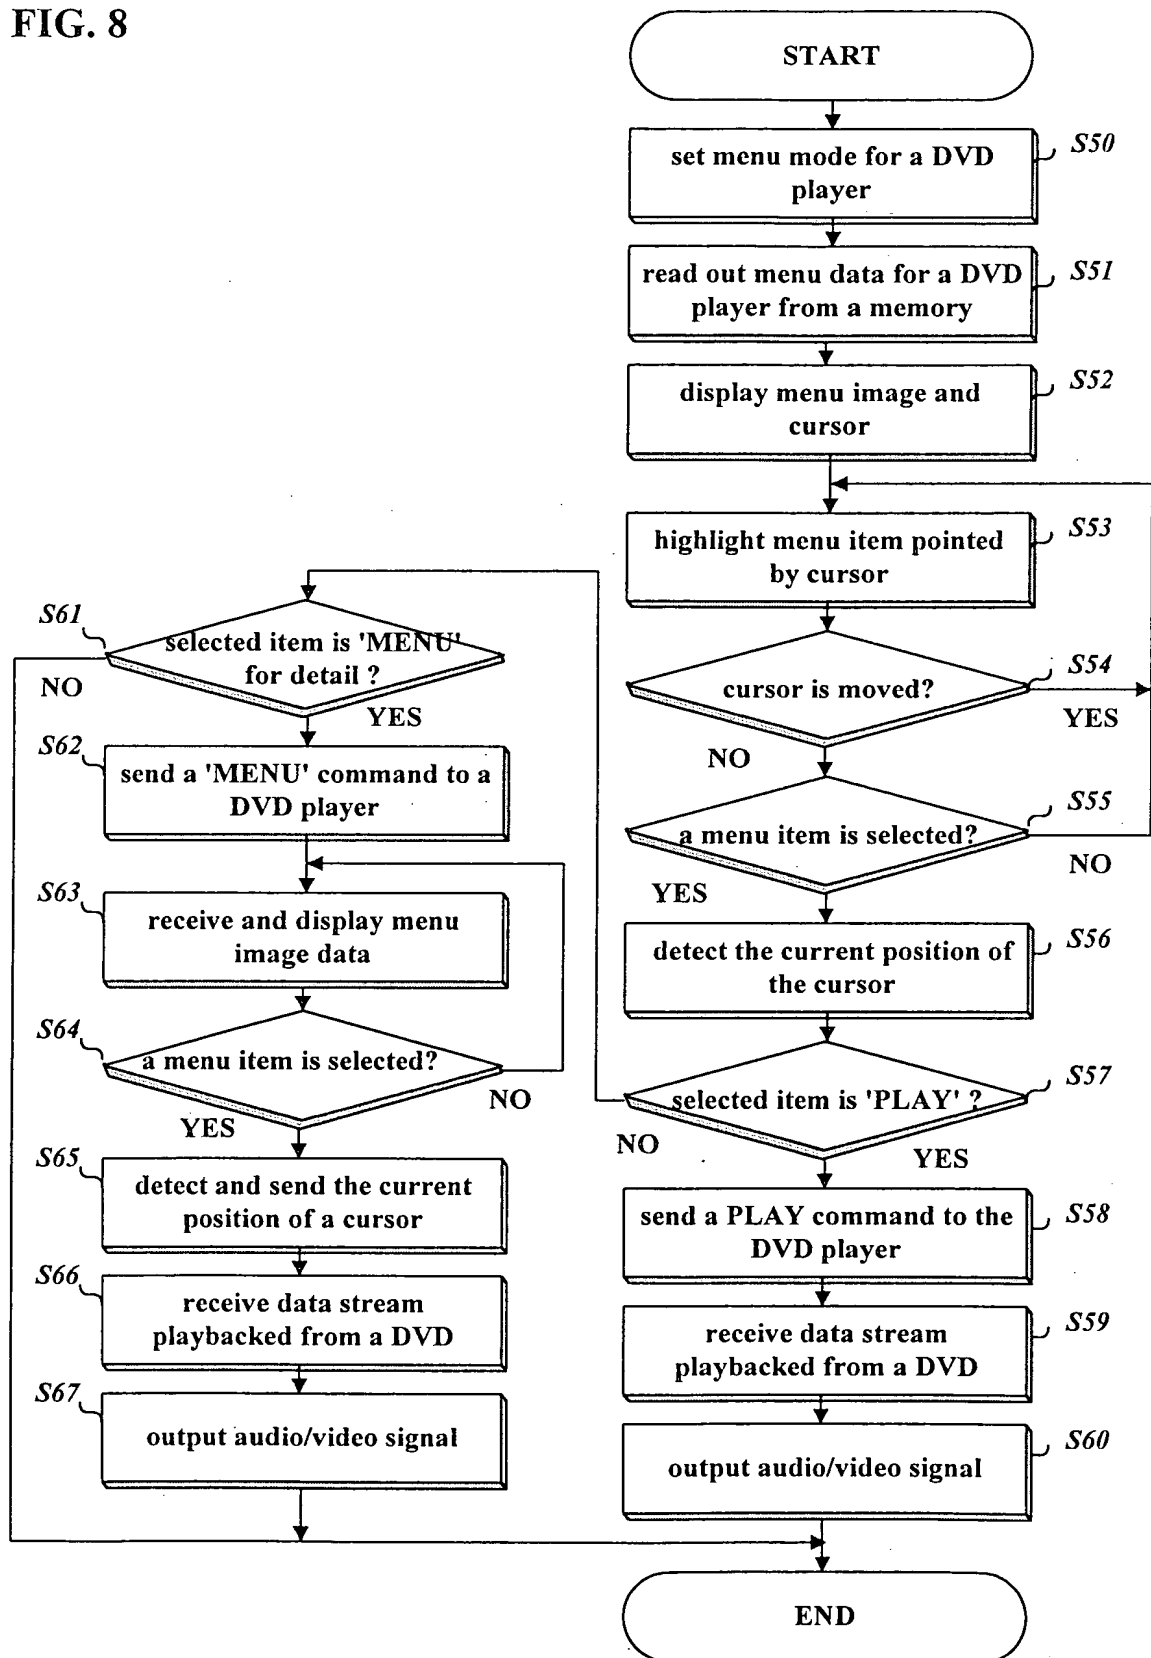 FIG. 8
START
set menu mode for a DVD
player
S50
read out menu data for a DVD
player from a memory
S51
display menu image and
cursor
S52
highlight menu item pointed
by cursor
S53
cursor is moved?
S54
YES
NO
a menu item is selected?
S55
NO
YES
detect the current position of
the cursor
S56
selected item is 'PLAY' ?
S57
NO
YES
send a PLAY command to the
DVD player
S58
receive data stream
playbacked from a DVD
S59
output audio/video signal
S60
S61
selected item is 'MENU'
for detail ?
NO
YES
S62
send a 'MENU' command to a
DVD player
S63
receive and display menu
image data
S64
a menu item is selected?
NO
YES
S65
detect and send the current
position of a cursor
S66
receive data stream
playbacked from a DVD
S67
output audio/video signal
END